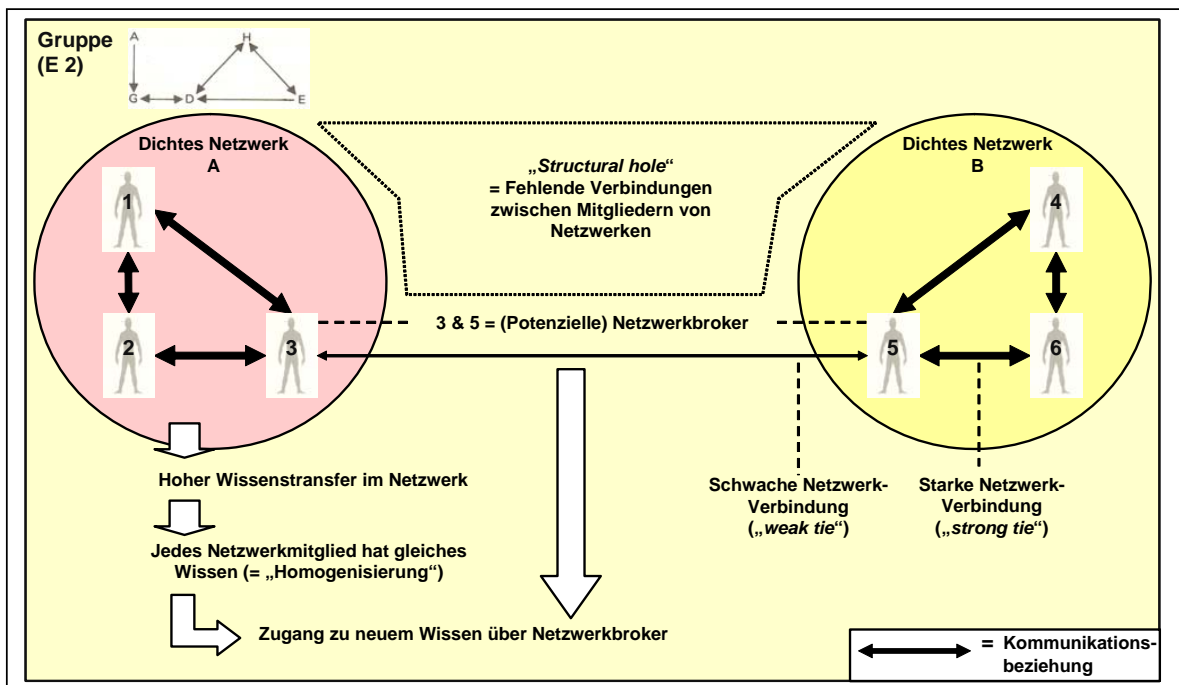 Gruppe
(E 2)
A
H
G
D
E
Dichtes Netzwerk
A
1
2
3
„Structural hole“
= Fehlende Verbindungen
zwischen Mitgliedern von
Netzwerken
Dichtes Netzwerk
B
4
5
6
3 & 5 = (Potenzielle) Netzwerkbroker
Hoher Wissenstransfer im Netzwerk
Jedes Netzwerkmitglied hat gleiches
Wissen (= „Homogenisierung“)
Zugang zu neuem Wissen über Netzwerkbroker
Schwache Netzwerk-
Verbindung
(„weak tie“)
Starke Netzwerk-
Verbindung
(„strong tie“)
= Kommunikations-
beziehung